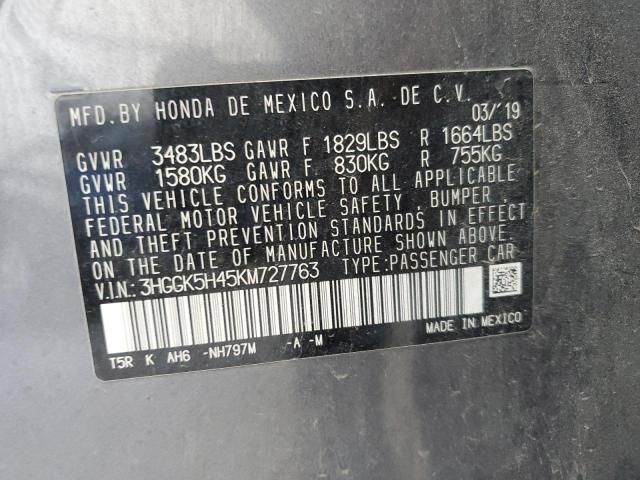 MFD. BY HONDA DE MEXICO S.A. DE C.V.
03/'19
GVWR 3483LBS GAWR F 1829LBS R 1664LBS
GVWR 1580KG GAWR F 830KG R 755KG
THIS VEHICLE CONFORMS TO ALL APPLICABLE
FEDERAL MOTOR VEHICLE SAFETY, BUMPER,
AND THEFT PREVENTION STANDARDS IN EFFECT
ON THE DATE OF MANUFACTURE SHOWN ABOVE.
V.I.N.: 3HGGK5H45KM727763 TYPE: PASSENGER CAR
MADE IN MEXICO
T5R K AH6 -NH797M -A -M